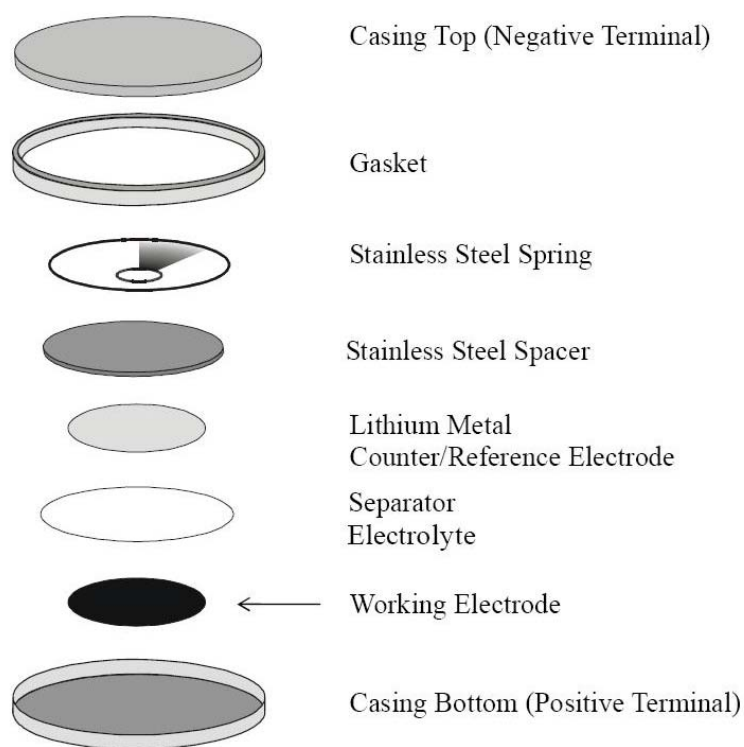 Casing Top (Negative Terminal)
Gasket
Stainless Steel Spring
Stainless Steel Spacer
Lithium Metal
Counter/Reference Electrode
Separator
Electrolyte
Working Electrode
Casing Bottom (Positive Terminal)